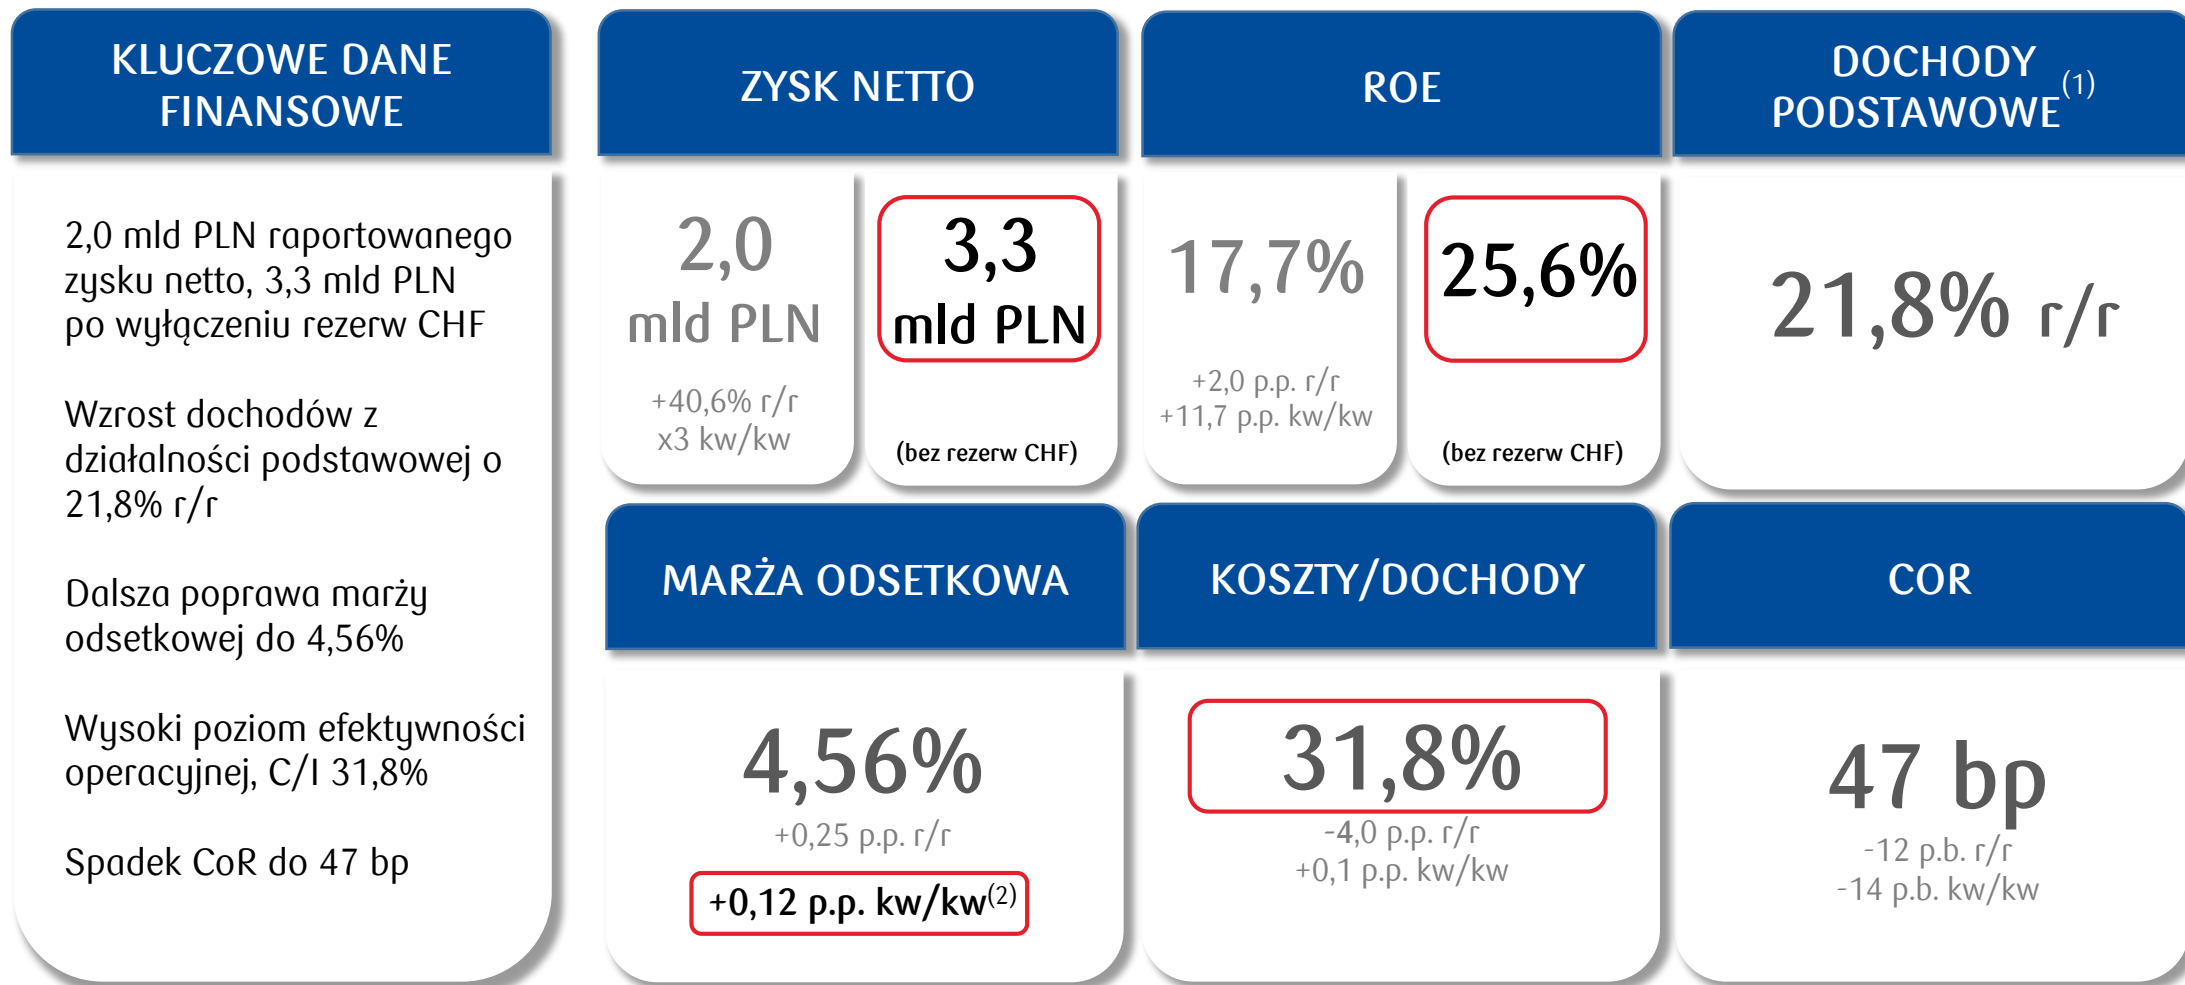 KLUCZOWE DANE
FINANSOWE
2,0 mld PLN raportowanego
zysku netto, 3,3 mld PLN
po wyłączeniu rezerw CHF
Wzrost dochodów z
działalności podstawowej o
21,8% r/r
Dalsza poprawa marży
odsetkowej do 4,56%
Wysoki poziom efektywności
operacyjnej, C/I 31,8%
Spadek CoR do 47 bp
ZYSK NETTO
2,0
mld PLN
+40,6% r/r
x3 kw/kw
3,3
mld PLN
(bez rezerw CHF)
ROE
17,7%
+2,0 p.p. r/r
+11,7 p.p. kw/kw
25,6%
(bez rezerw CHF)
DOCHODY
PODSTAWOWE(1)
21,8% r/r
MARŻA ODSETKOWA
4,56%
+0,25 p.p. r/r
+0,12 p.p. kw/kw(2)
KOSZTY/DOCHODY
31,8%
-4,0 p.p. r/r
+0,1 p.p. kw/kw
COR
47 bp
-12 p.b. r/r
-14 p.b. kw/kw